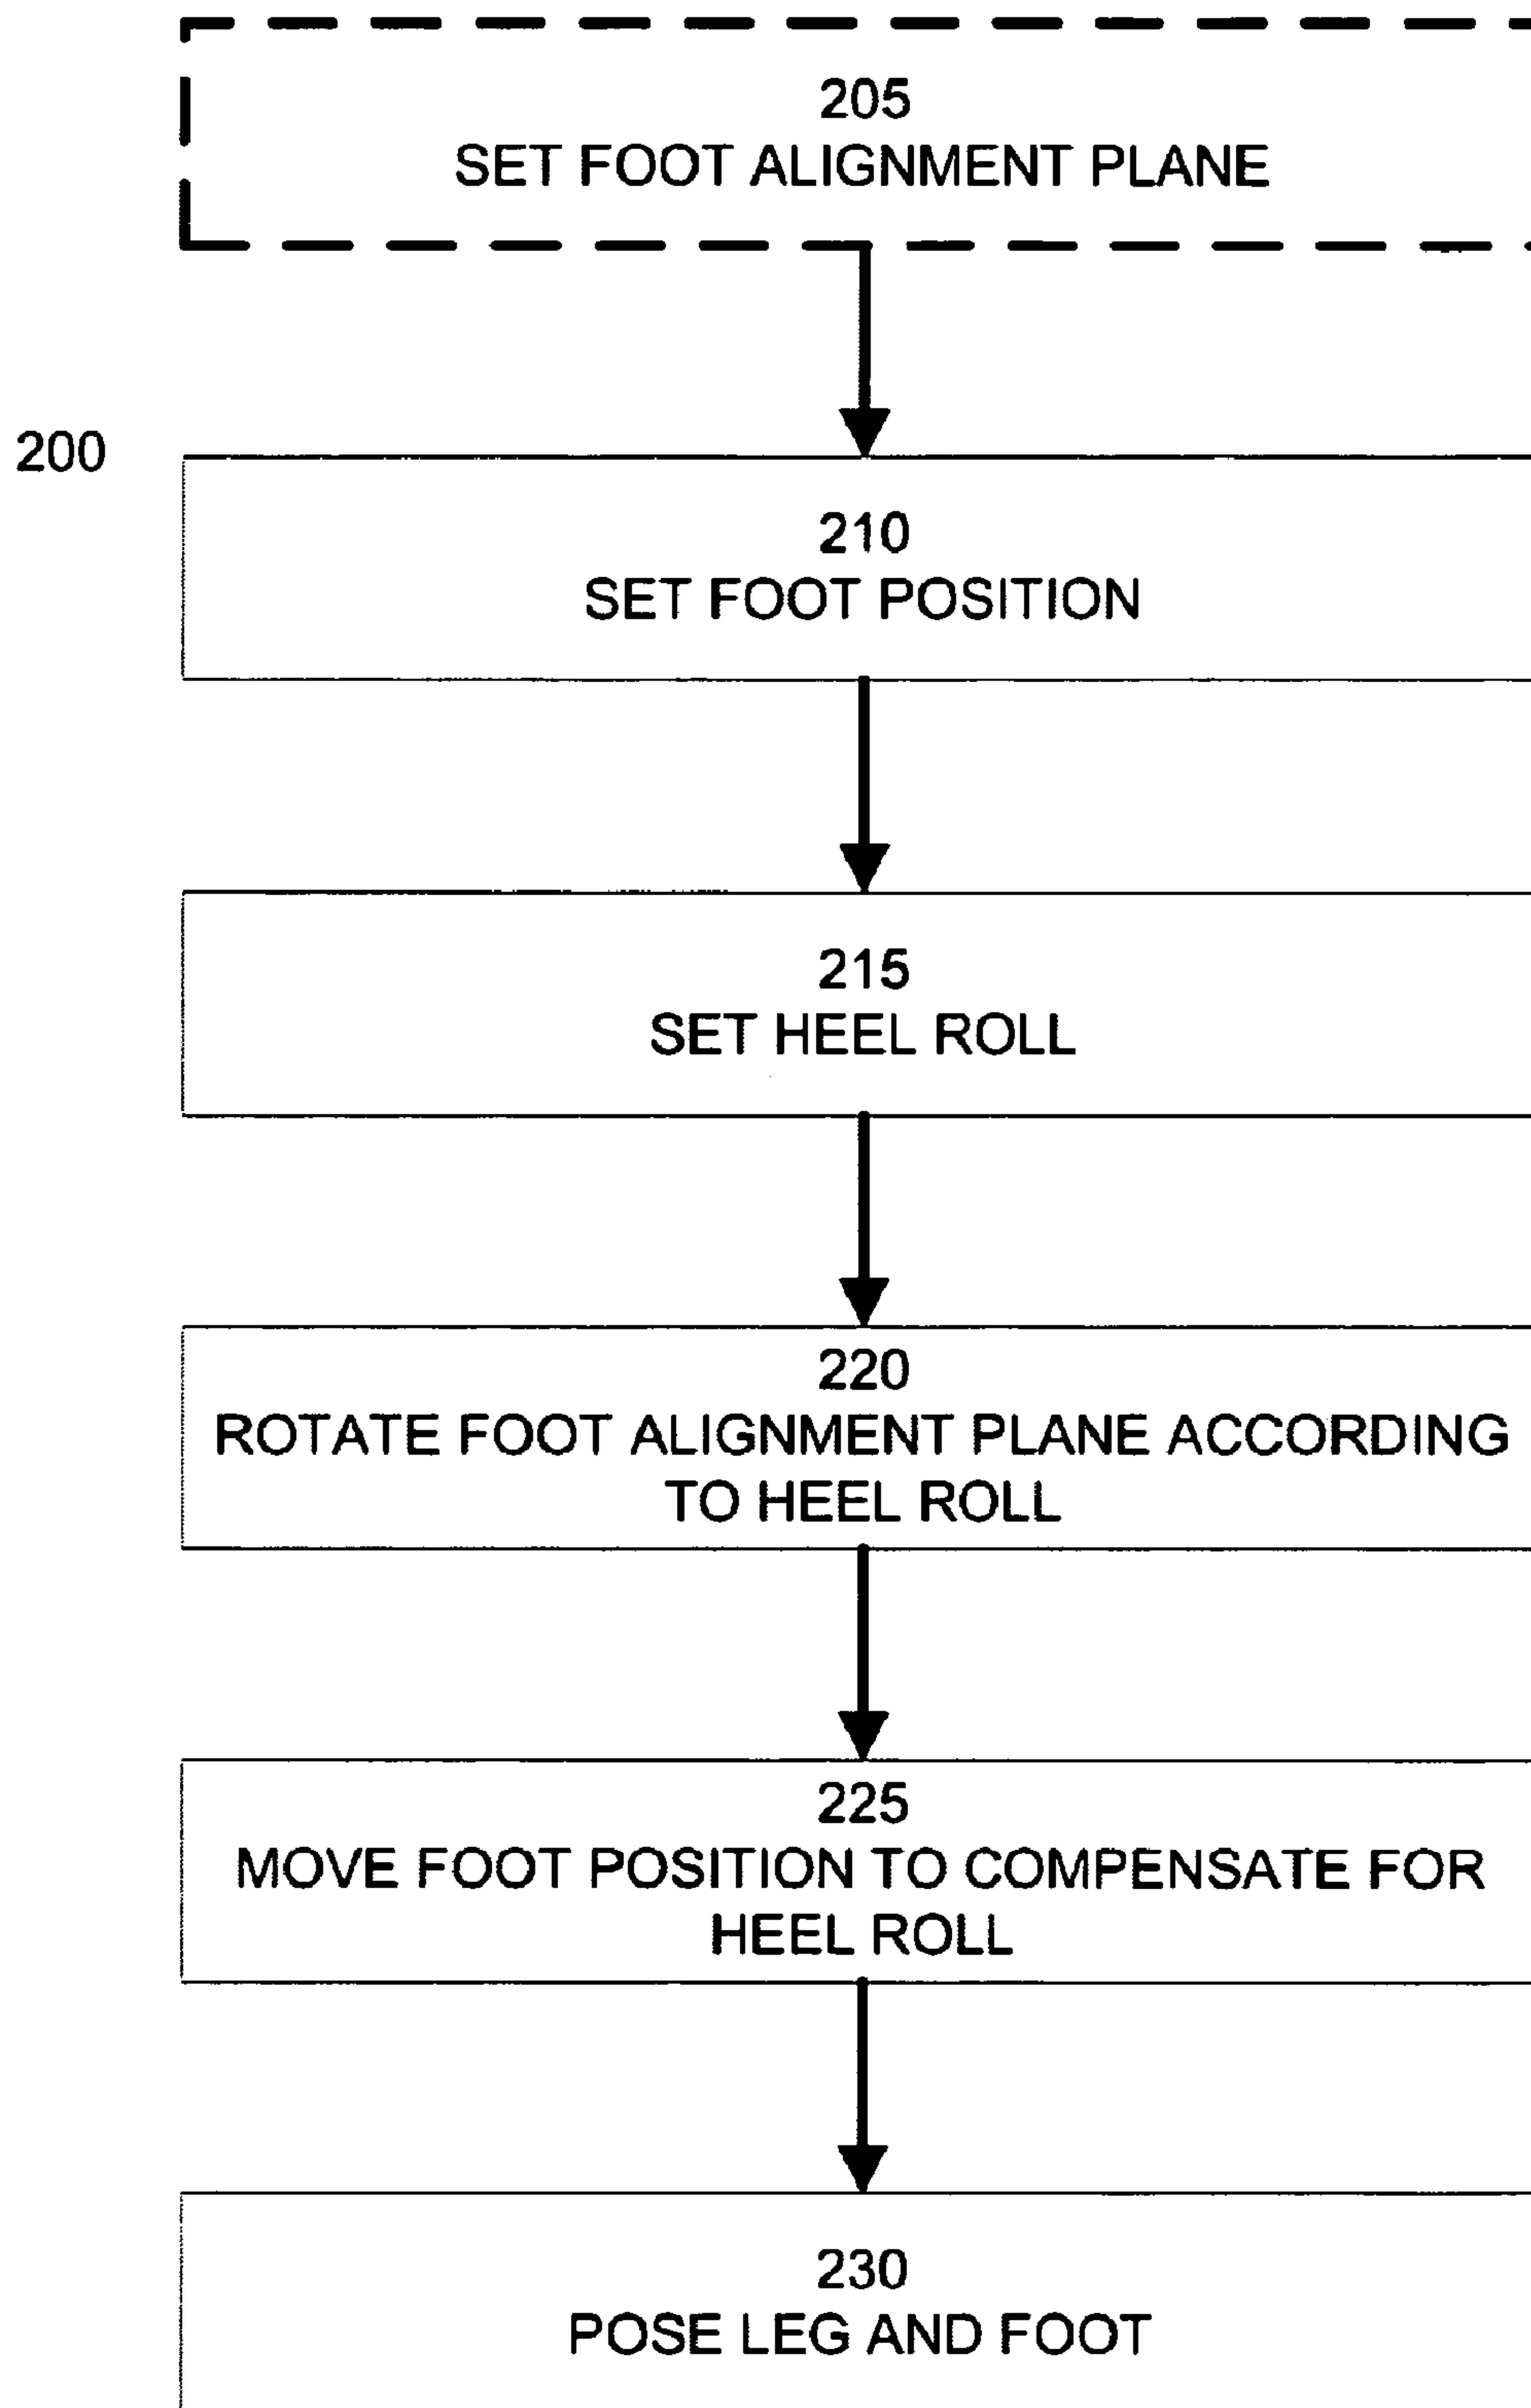 205
SET FOOT ALIGNMENT PLANE
200
210
SET FOOT POSITION
215
SET HEEL ROLL
220
ROTATE FOOT ALIGNMENT PLANE ACCORDING
TO HEEL ROLL
225
MOVE FOOT POSITION TO COMPENSATE FOR
HEEL ROLL
230
POSE LEG AND FOOT